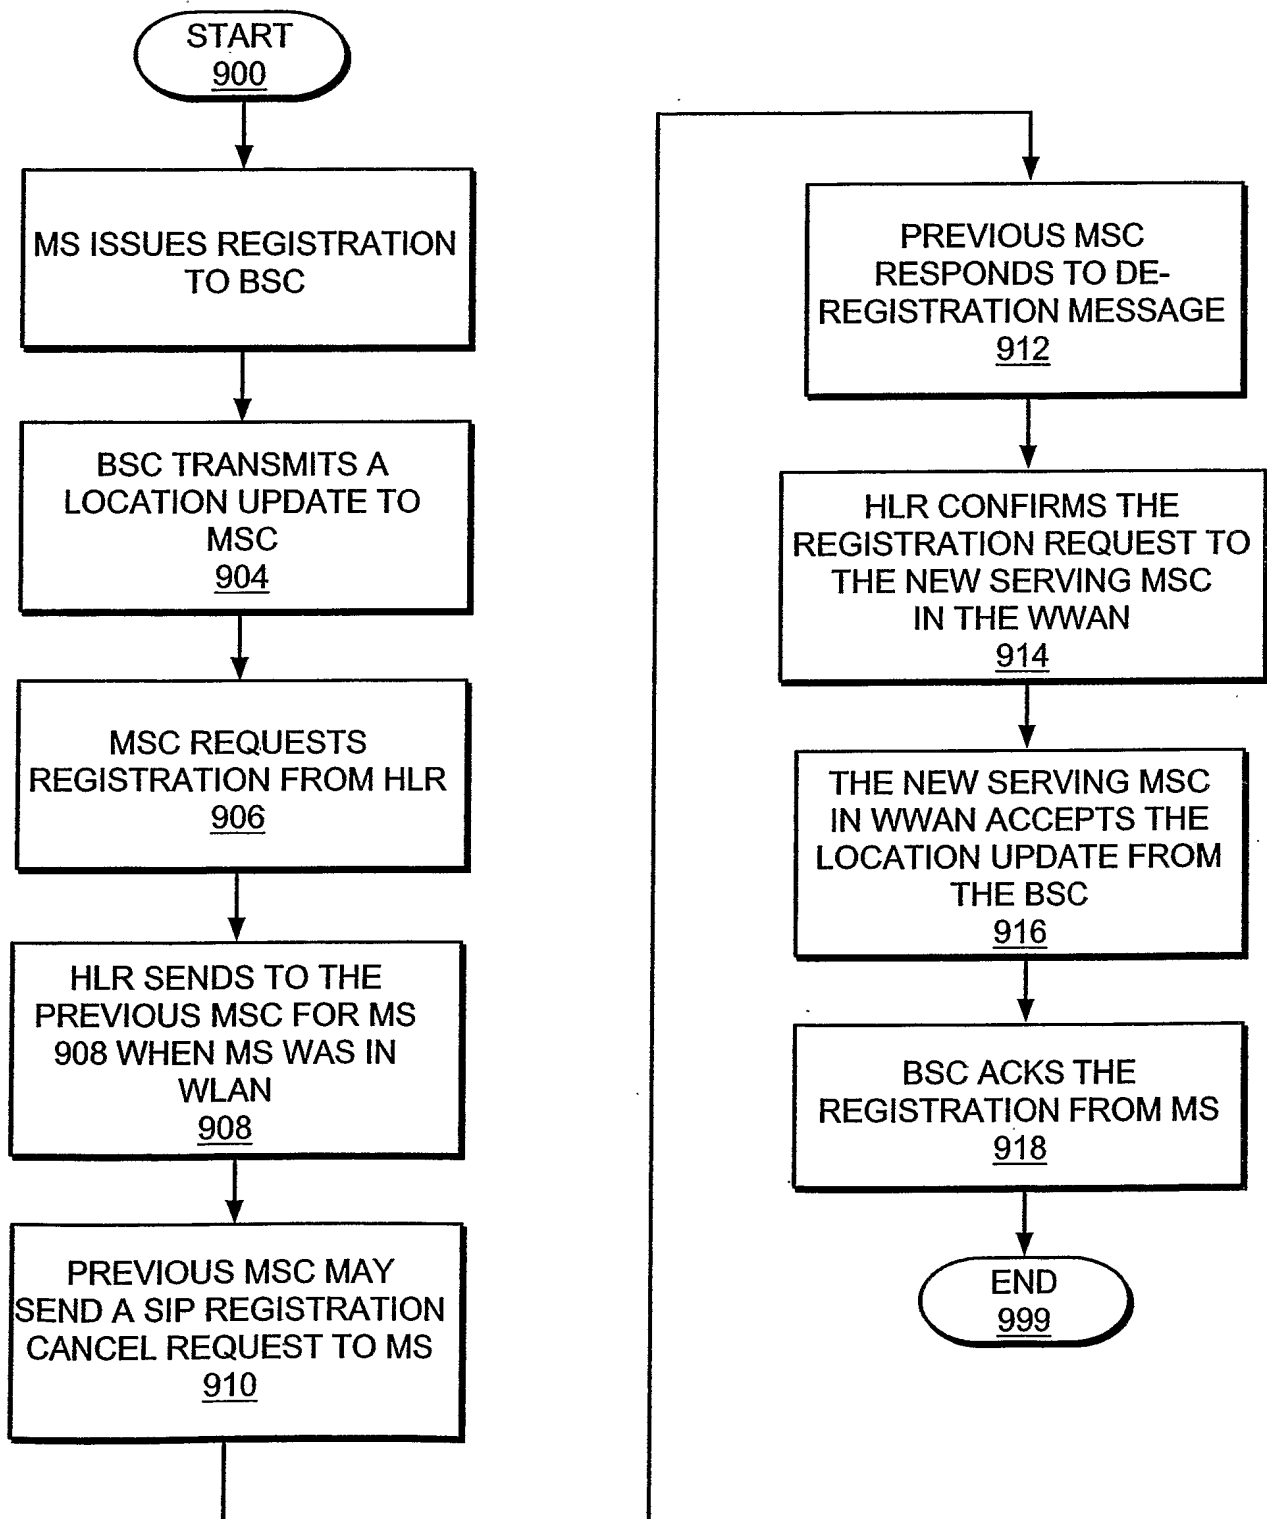 START
900
MS ISSUES REGISTRATION
TO BSC
BSC TRANSMITS A
LOCATION UPDATE TO
MSC
904
MSC REQUESTS
REGISTRATION FROM HLR
906
HLR SENDS TO THE
PREVIOUS MSC FOR MS
908 WHEN MS WAS IN
WLAN
908
PREVIOUS MSC MAY
SEND A SIP REGISTRATION
CANCEL REQUEST TO MS
910
PREVIOUS MSC
RESPONDS TO DE-
REGISTRATION MESSAGE
912
HLR CONFIRMS THE
REGISTRATION REQUEST TO
THE NEW SERVING MSC
IN THE WWAN
914
THE NEW SERVING MSC
IN WWAN ACCEPTS THE
LOCATION UPDATE FROM
THE BSC
916
BSC ACKS THE
REGISTRATION FROM MS
918
END
999